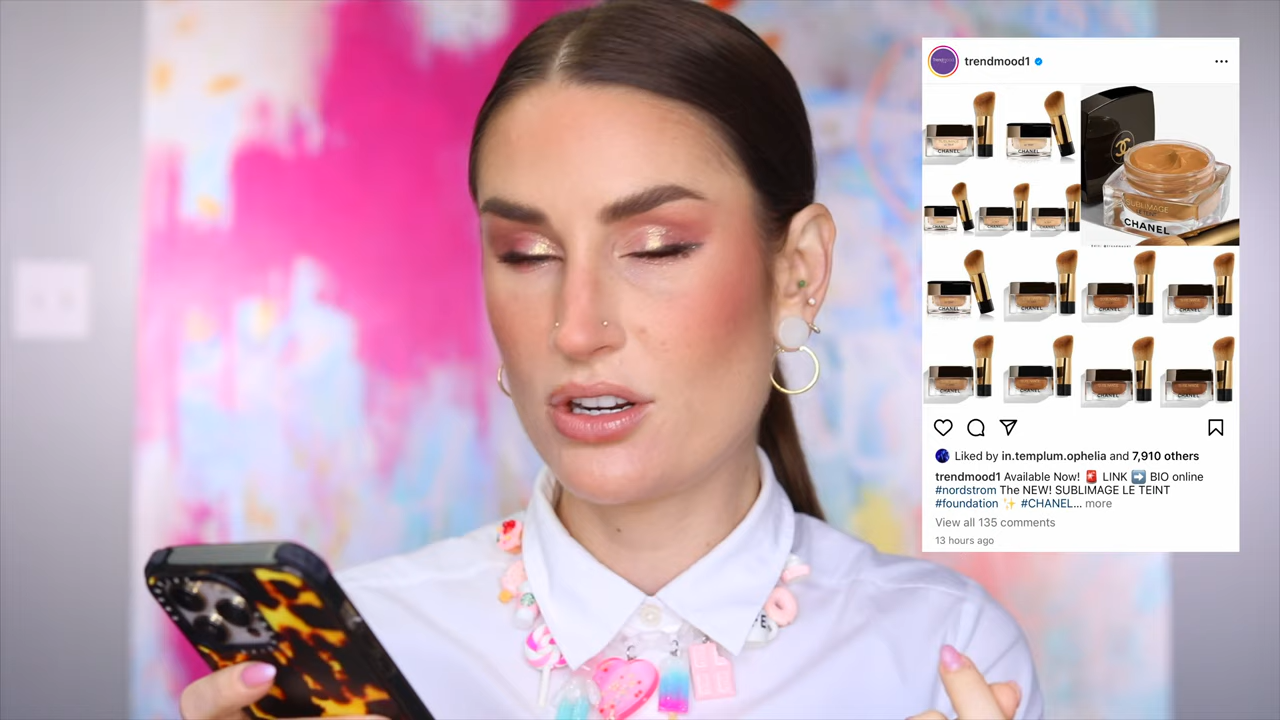 trendmood1
CHANEL
CHANEL
SUBLIMAGE
CHANEL
Liked by in.templum.ophelia and 7,910 others
trendmood1 Available Now! 🚨 LINK ➡️ BIO online
#nordstrom The NEW! SUBLIMAGE LE TEINT
#foundation ✨ #CHANEL... more
View all 135 comments
13 hours ago